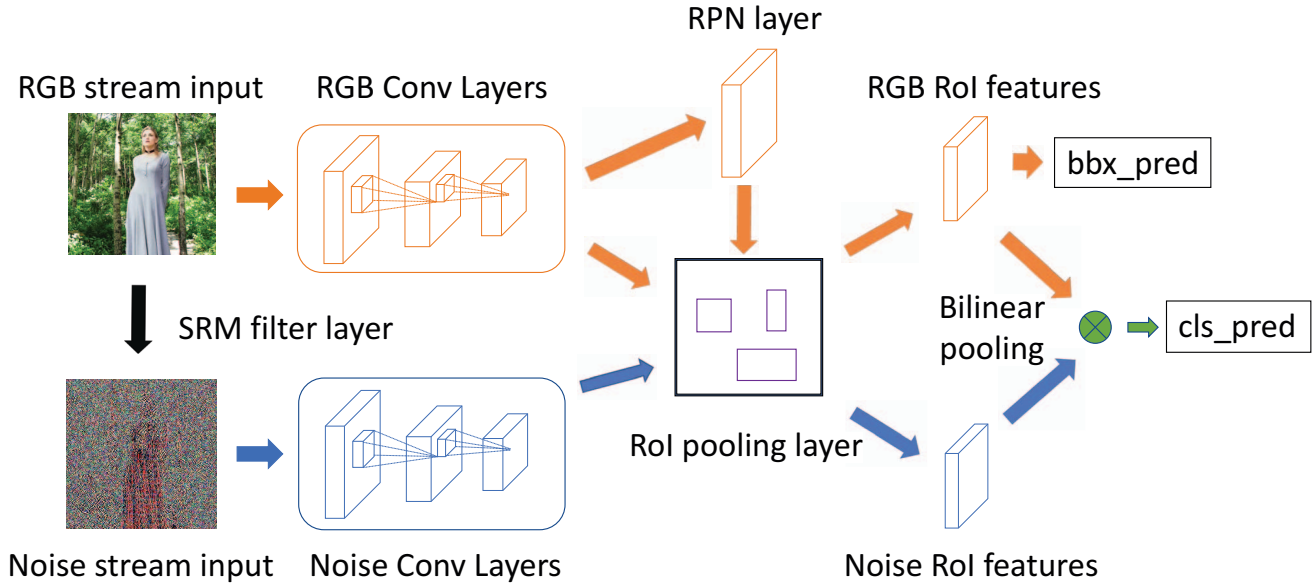 RPN layer
RGB stream input
RGB Conv Layers
RGB RoI features
bbx_pred
SRM filter layer
Bilinear
pooling
cls_pred
RoI pooling layer
Noise stream input
Noise Conv Layers
Noise RoI features